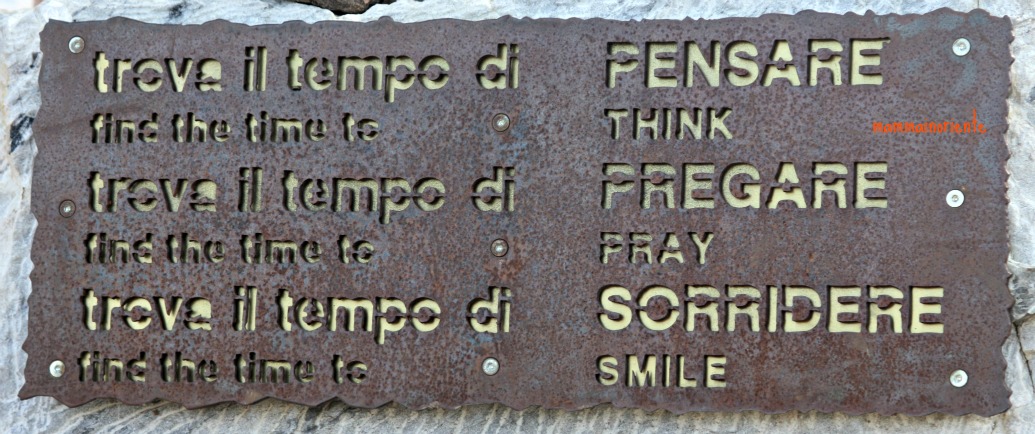 trova il tempo di PENSARE
find the time to THINK
trova il tempo di PREGARE
find the time to PRAY
trova il tempo di SORRIDERE
find the time to SMILE